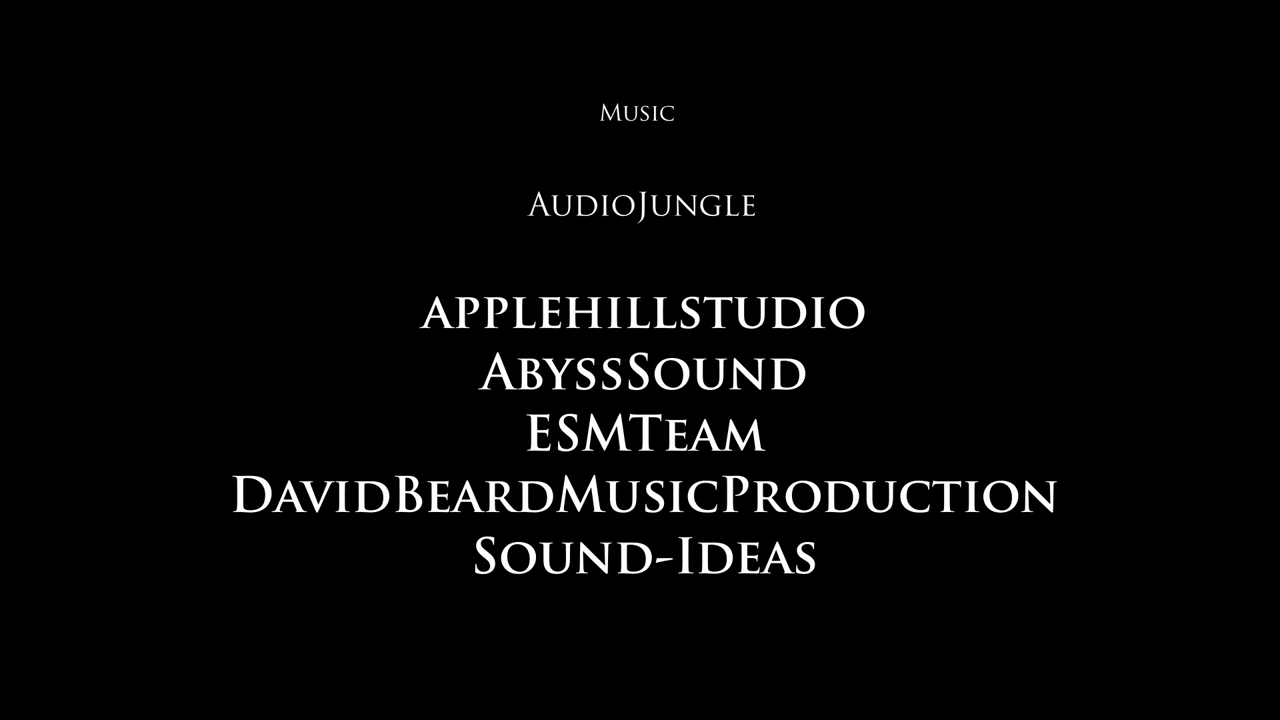 Music
AudioJungle
applehillstudio
AbyssSound
ESMTeam
DavidBeardMusicProduction
Sound-Ideas